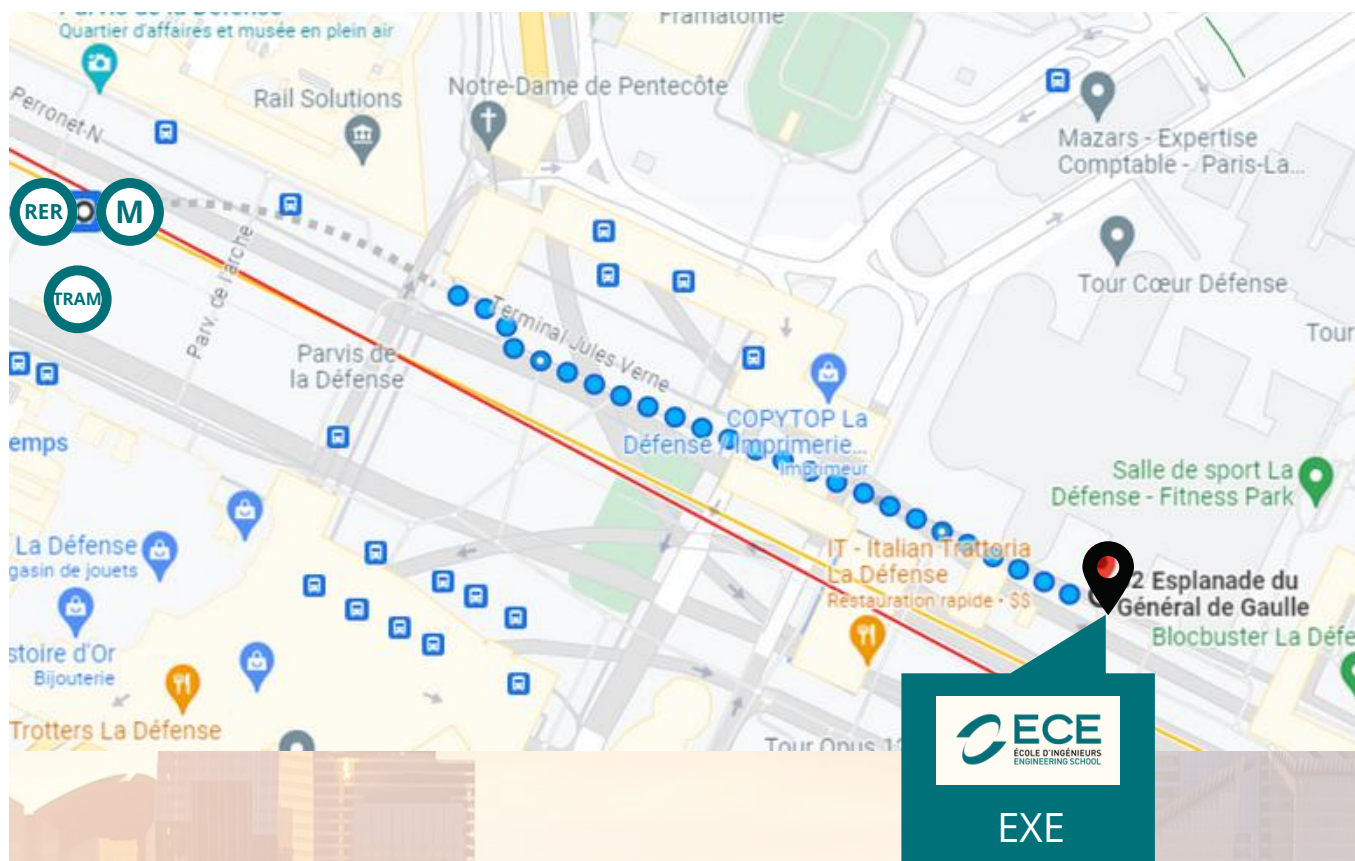 Parvis de la Défense
Quartier d'affaires et musée en plein air
Framatome
Perronet-N
Rail Solutions
Notre-Dame de Pentecôte
Mazars - Expertise
Comptable - Paris-La...
RER
M
TRAM
Parv. de l'arche
Tour Cœur Défense
Terminal Jules Verne
Tour
Parvis de
la Défense
COPYTOP La
Défense / Imprimerie...
Imprimeur
emps
Salle de sport La
Défense - Fitness Park
La Défense
gasin de jouets
IT - Italian Trattoria
La Défense
Restauration rapide • $$
2 Esplanade du
Général de Gaulle
Blocbuster La Défe
stoire d'Or
Bijouterie
Trotters La Défense
Tour Opus 12
ECE
ÉCOLE D'INGÉNIEURS
ENGINEERING SCHOOL
EXE